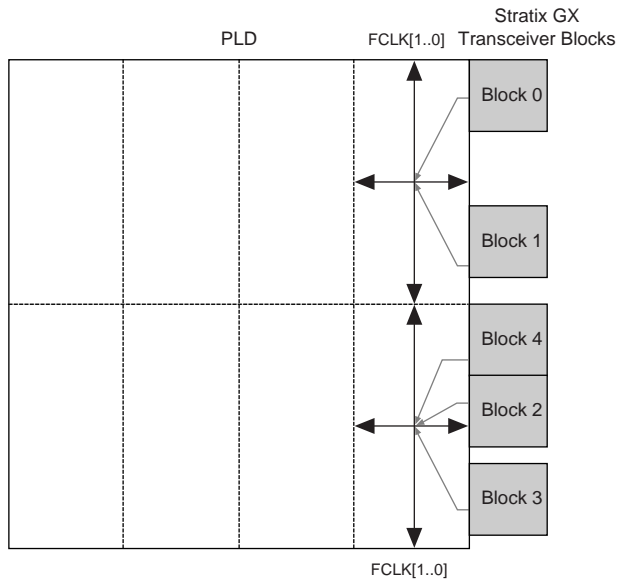 Stratix GX
PLD
FCLK[1..0]
Transceiver Blocks
Block 0
Block 1
Block 4
Block 2
Block 3
FCLK[1..0]